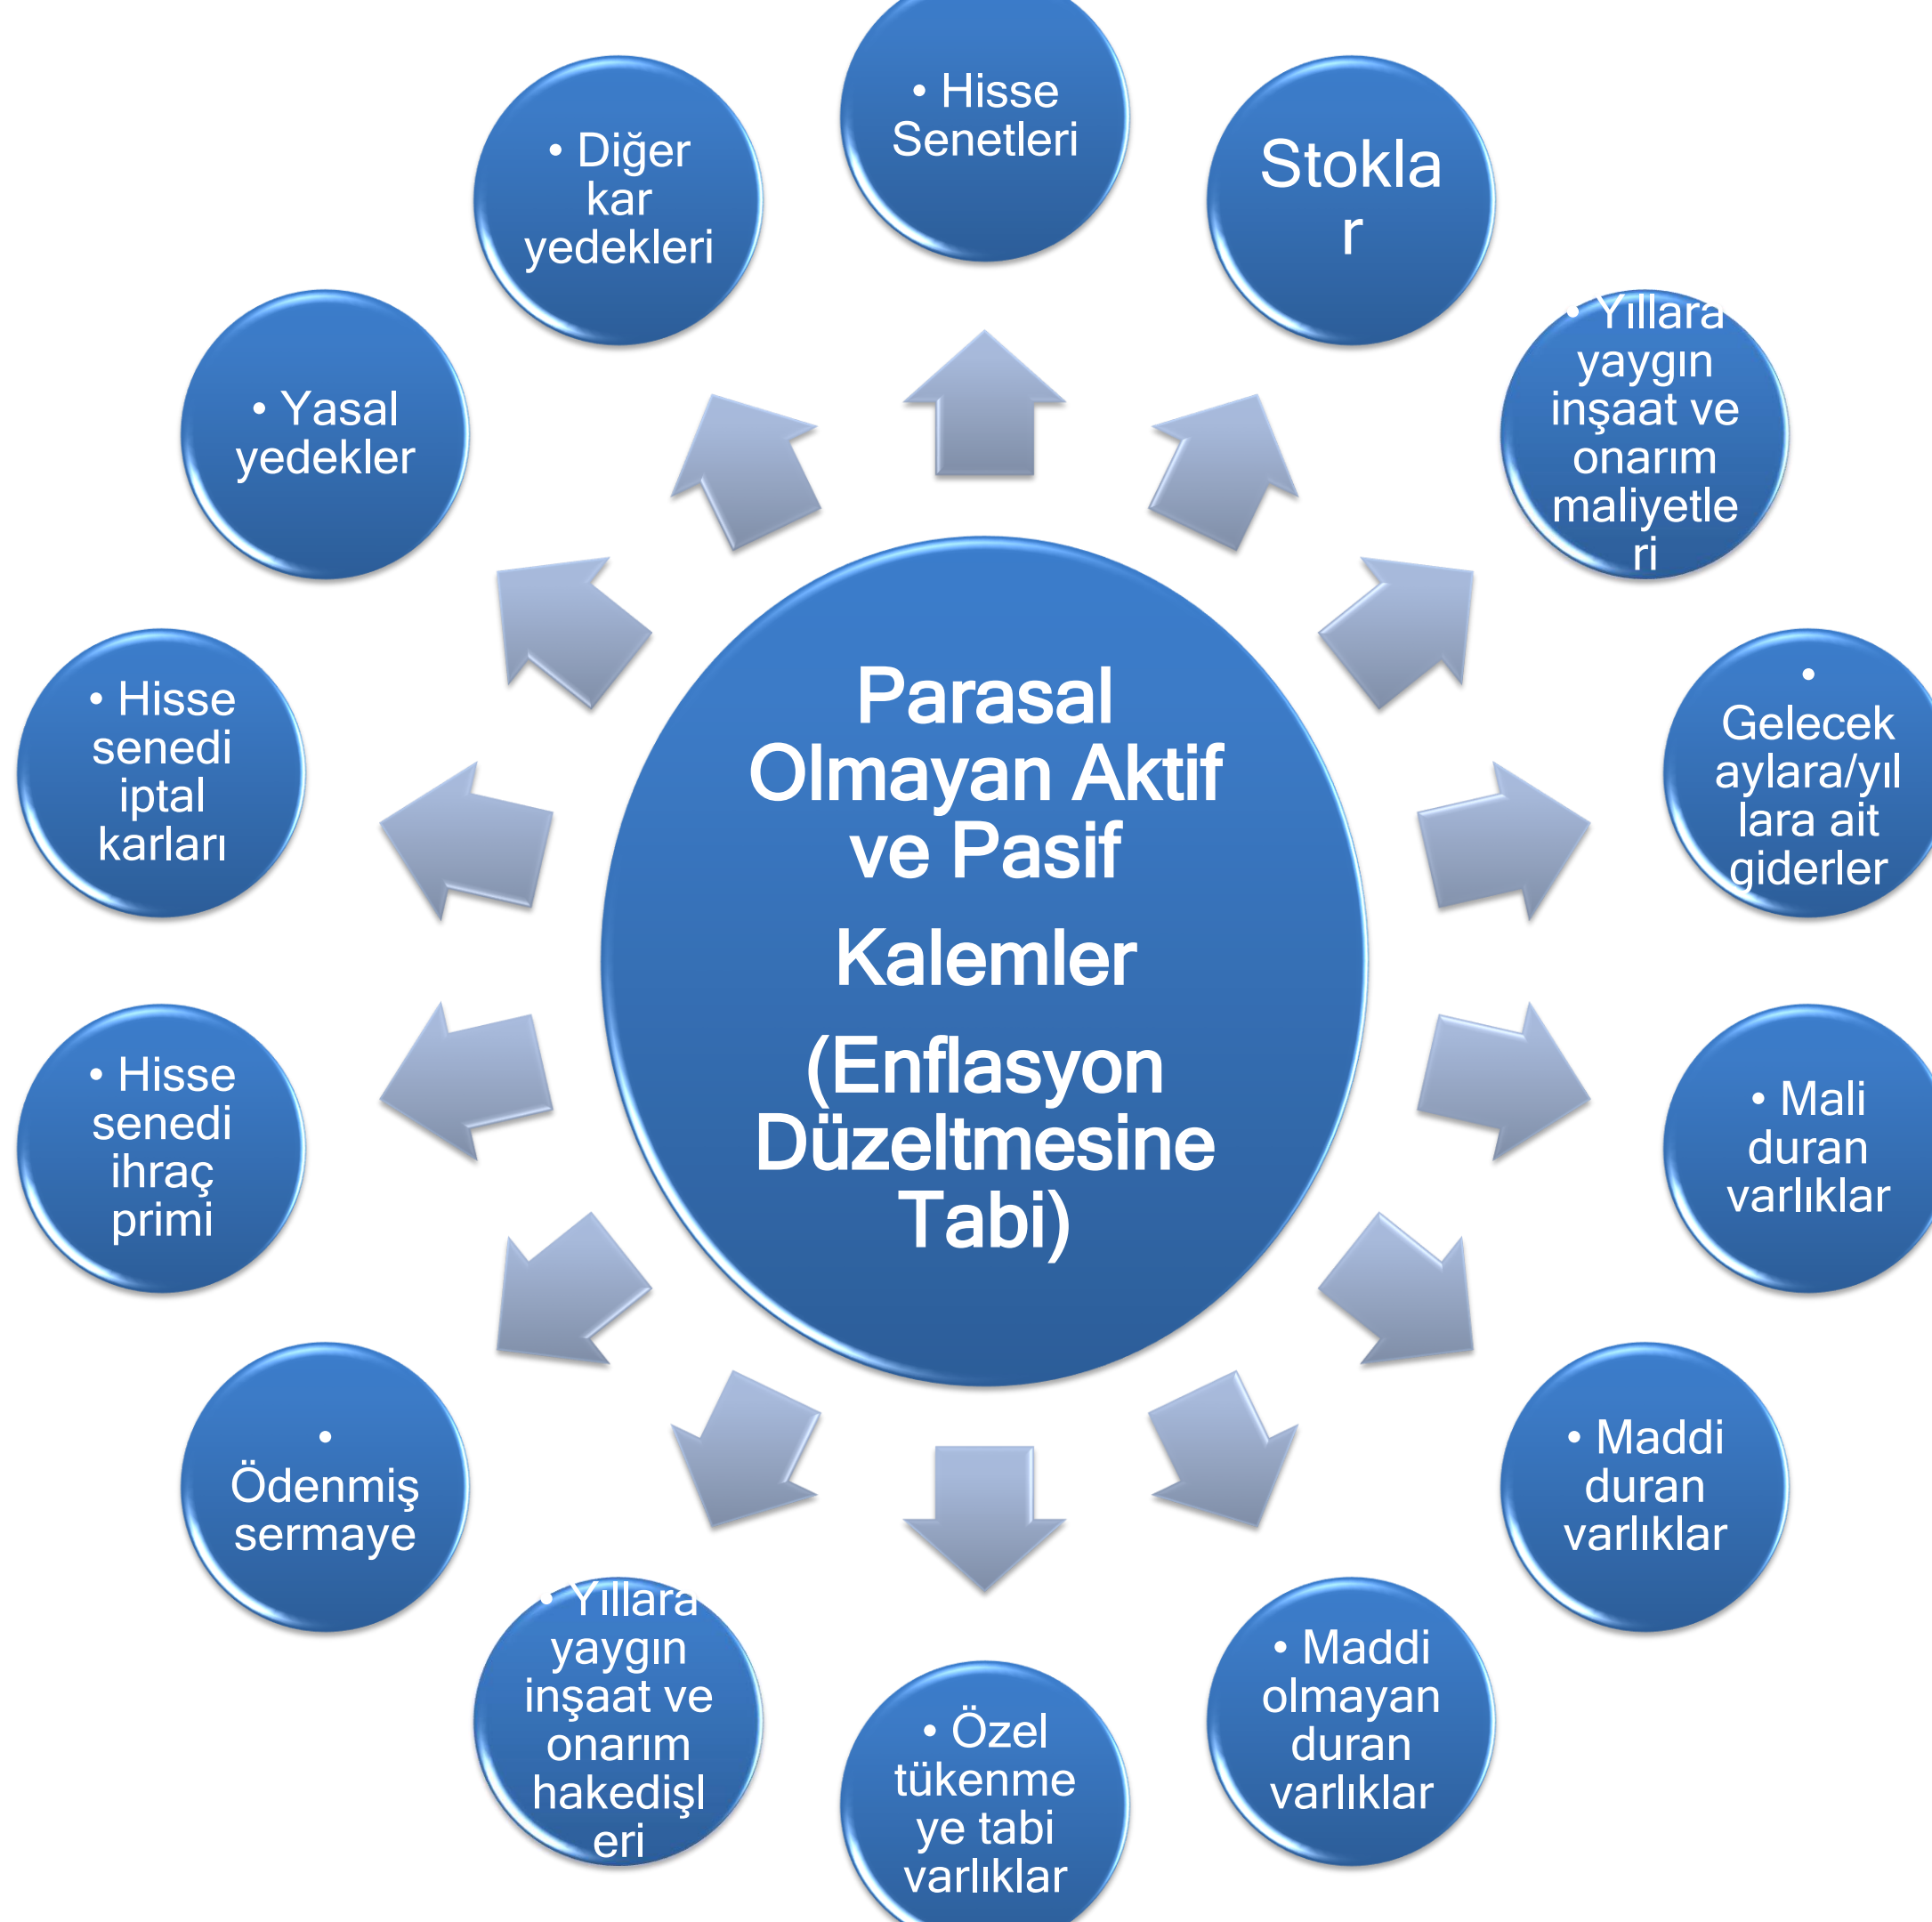 • Hisse
Senetleri
Stokla
r
• Yıllara
yaygın
inşaat ve
onarım
maliyetle
ri
•
Gelecek
aylara/yıl
lara ait
giderler
• Mali
duran
varlıklar
• Maddi
duran
varlıklar
• Maddi
olmayan
duran
varlıklar
• Özel
tükenme
ye tabi
varlıklar
• Yıllara
yaygın
inşaat ve
onarım
hakedişl
eri
•
Ödenmiş
sermaye
• Hisse
senedi
ihraç
primi
• Hisse
senedi
iptal
karları
• Yasal
yedekler
• Diğer
kar
yedekleri
Parasal
Olmayan Aktif
ve Pasif
Kalemler
(Enflasyon
Düzeltmesine
Tabi)